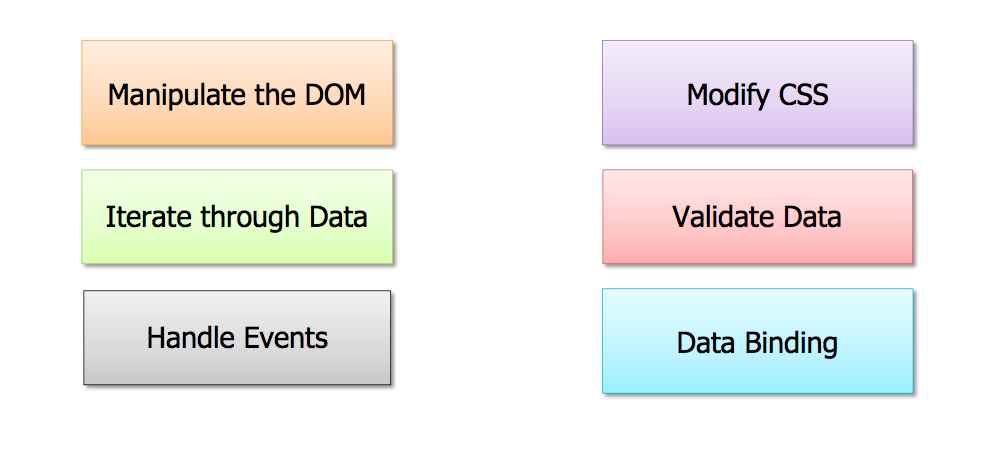 Manipulate the DOM
Modify CSS
Iterate through Data
Validate Data
Handle Events
Data Binding